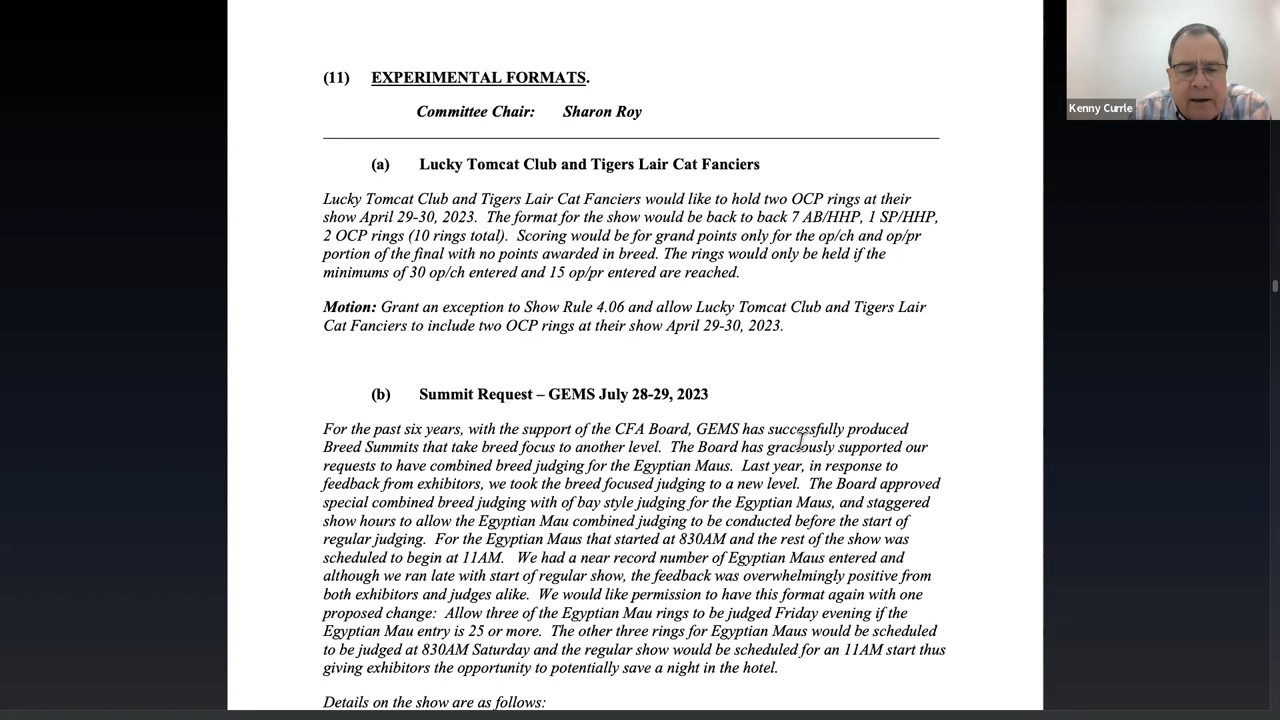 (11) EXPERIMENTAL FORMATS.
Committee Chair: Sharon Roy
(a) Lucky Tomcat Club and Tigers Lair Cat Fanciers
Lucky Tomcat Club and Tigers Lair Cat Fanciers would like to hold two OCP rings at their
show April 29-30, 2023. The format for the show would be back to back 7 AB/HHP, 1 SP/HHP,
2 OCP rings (10 rings total). Scoring would be for grand points only for the op/ch and op/pr
portion of the final with no points awarded in breed. The rings would only be held if the
minimums of 30 op/ch entered and 15 op/pr entered are reached.
Motion: Grant an exception to Show Rule 4.06 and allow Lucky Tomcat Club and Tigers Lair
Cat Fanciers to include two OCP rings at their show April 29-30, 2023.
(b) Summit Request – GEMS July 28-29, 2023
For the past six years, with the support of the CFA Board, GEMS has successfully produced
Breed Summits that take breed focus to another level. The Board has graciously supported our
requests to have combined breed judging for the Egyptian Maus. Last year, in response to
feedback from exhibitors, we took the breed focused judging to a new level. The Board approved
special combined breed judging with of bay style judging for the Egyptian Maus, and staggered
show hours to allow the Egyptian Mau combined judging to be conducted before the start of
regular judging. For the Egyptian Maus that started at 830AM and the rest of the show was
scheduled to begin at 11AM. We had a near record number of Egyptian Maus entered and
although we ran late with start of regular show, the feedback was overwhelmingly positive from
both exhibitors and judges alike. We would like permission to have this format again with one
proposed change: Allow three of the Egyptian Mau rings to be judged Friday evening if the
Egyptian Mau entry is 25 or more. The other three rings for Egyptian Maus would be scheduled
to be judged at 830AM Saturday and the regular show would be scheduled for an 11AM start thus
giving exhibitors the opportunity to potentially save a night in the hotel.
Details on the show are as follows:
Kenny Currle